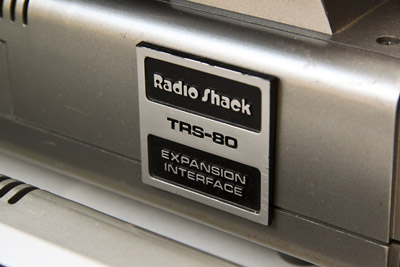 Radio Shack
TRS-80
EXPANSION
INTERFACE